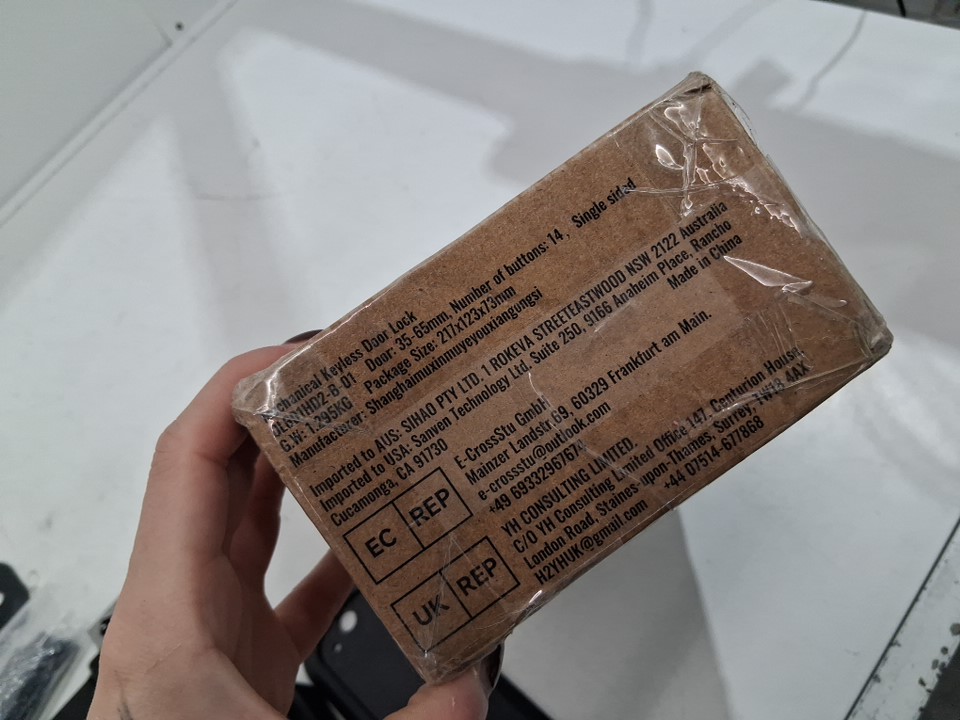 Mechanical Keyless Door Lock
Door: 35-65mm, Number of buttons: 14, Single sided
G.W: 1.395KG Package Size: 217x123x73mm
Manufacturer: Shanghaimuxinmuyeyouxiangongsi
Imported to AUS: SIHAO PTY LTD. 1 ROKEVA STREETEASTWOOD NSW 2122 Australia
Imported to USA: Sanven Technology Ltd. Suite 250, 9166 Anaheim Place, Rancho
Cucamonga, CA 91730
Made in China
EC REP
E-CrossStu GmbH
Mainzer Landstr.69, 60329 Frankfurt am Main.
e-crossstu@outlook.com
+49 69332967674
UK REP
YH CONSULTING LIMITED.
C/O YH Consulting Limited Office 147, Centurion House,
London Road, Staines-upon-Thames, Surrey, TW18 4AX
H2YHUK@gmail.com +44 07514-677868